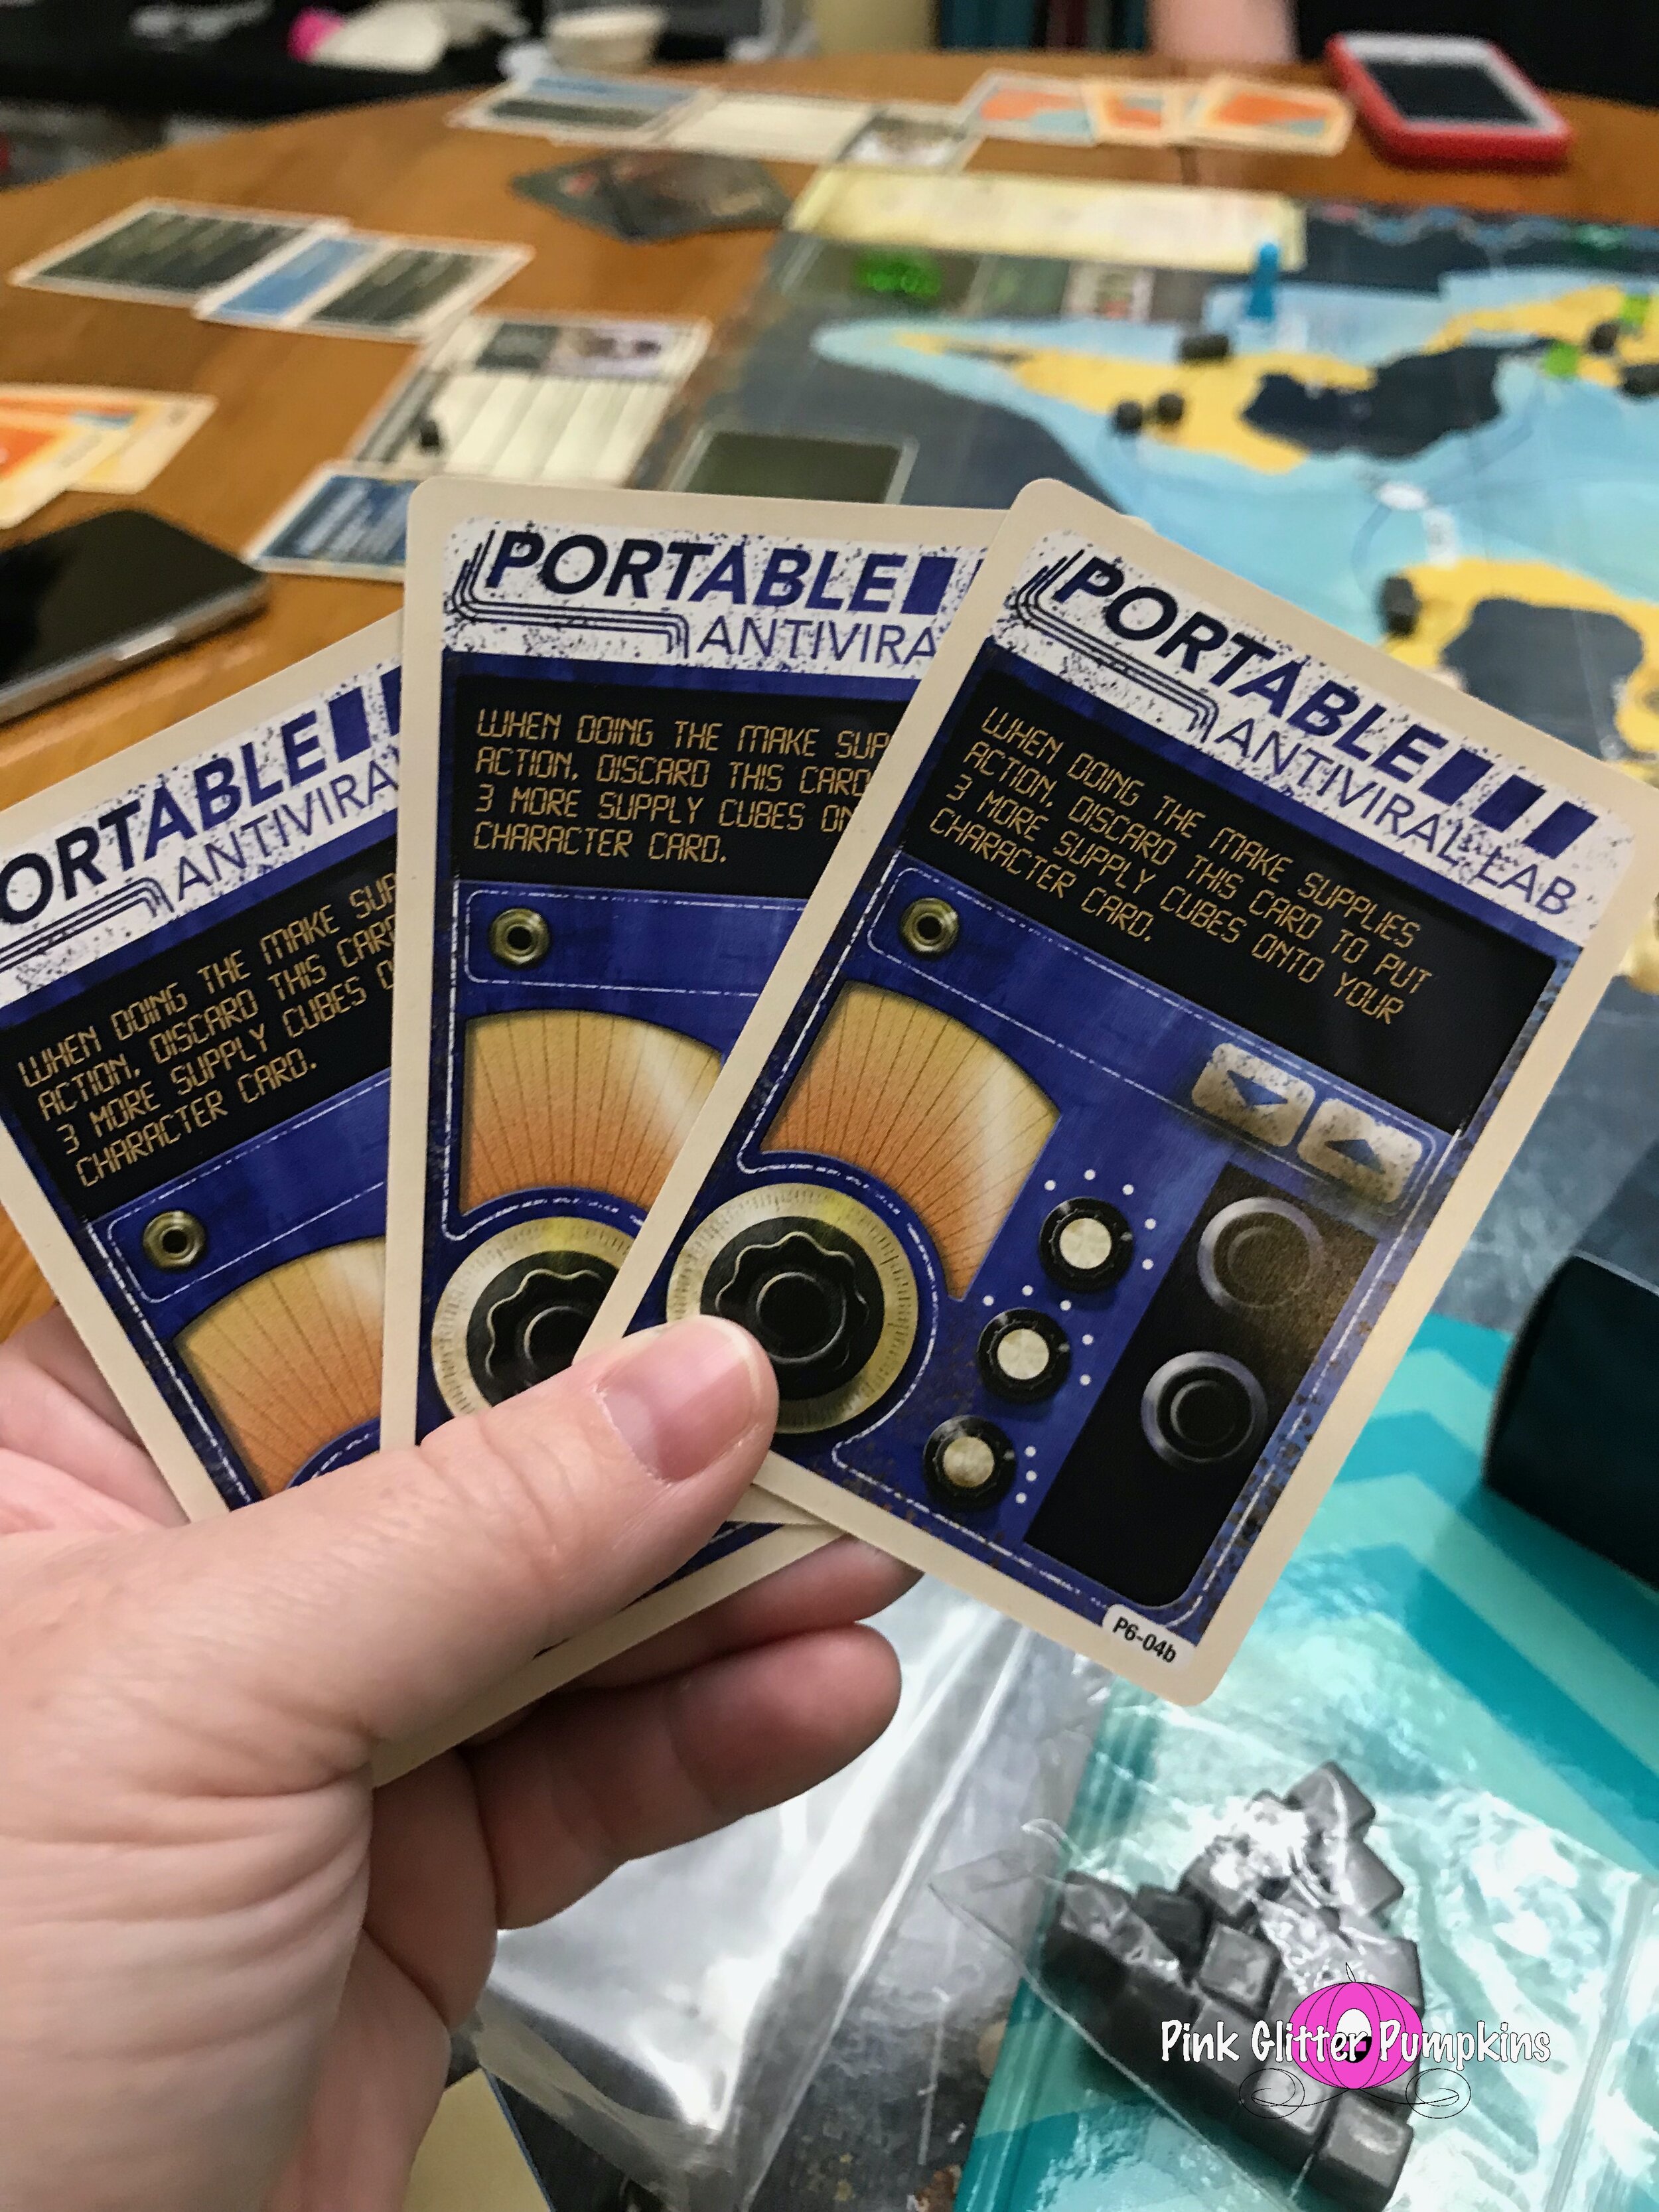 ORTABLE
ANTIVIRA
WHEN DOING THE MAKE SUP
ACTION, DISCARD THIS CARD
3 MORE SUPPLY CUBES O
CHARACTER CARD.
PORTABLE
ANTIVIRA
WHEN DOING THE MAKE SUP
ACTION, DISCARD THIS CARD
3 MORE SUPPLY CUBES ON
CHARACTER CARD.
PORTABLE
ANTIVIRAL LAB
WHEN DOING THE MAKE SUPPLIES
ACTION, DISCARD THIS CARD TO PUT
3 MORE SUPPLY CUBES ONTO YOUR
CHARACTER CARD.
P6-04b
Pink Glitter Pumpkins